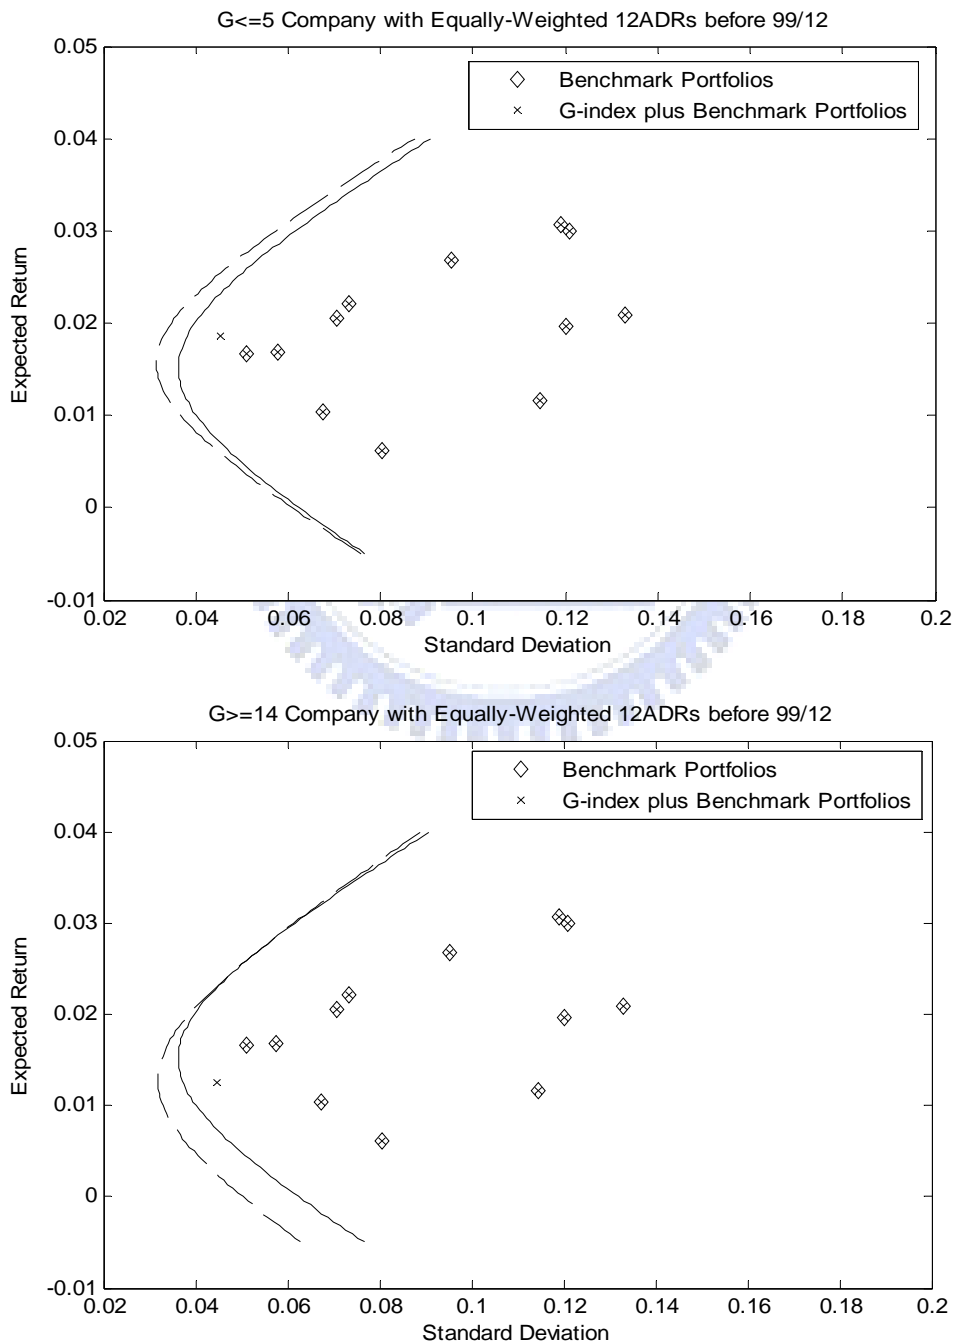 G<=5 Company with Equally-Weighted 12ADRs before 99/12
0.05
0.04
0.03
0.02
0.01
0
-0.01
Expected Return
Benchmark Portfolios
G-index plus Benchmark Portfolios
0.02 0.04 0.06 0.08 0.1 0.12 0.14 0.16 0.18 0.2
Standard Deviation
G>=14 Company with Equally-Weighted 12ADRs before 99/12
0.05
0.04
0.03
0.02
0.01
0
-0.01
Expected Return
Benchmark Portfolios
G-index plus Benchmark Portfolios
0.02 0.04 0.06 0.08 0.1 0.12 0.14 0.16 0.18 0.2
Standard Deviation